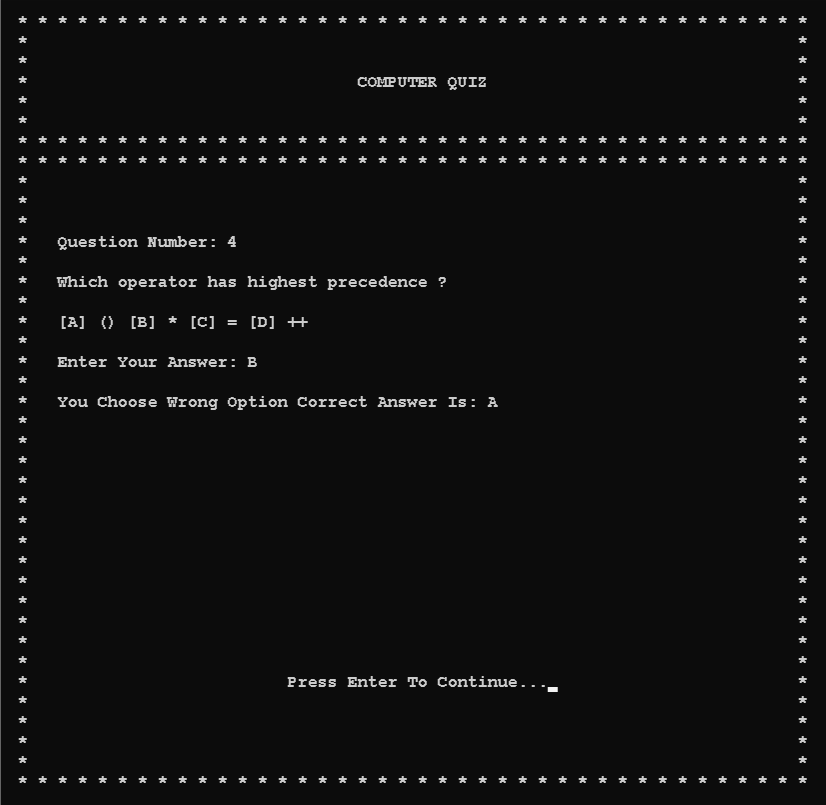 COMPUTER QUIZ
Question Number: 4
Which operator has highest precedence ?
[A] () [B] * [C] = [D] ++
Enter Your Answer: B
You Choose Wrong Option Correct Answer Is: A
Press Enter To Continue...